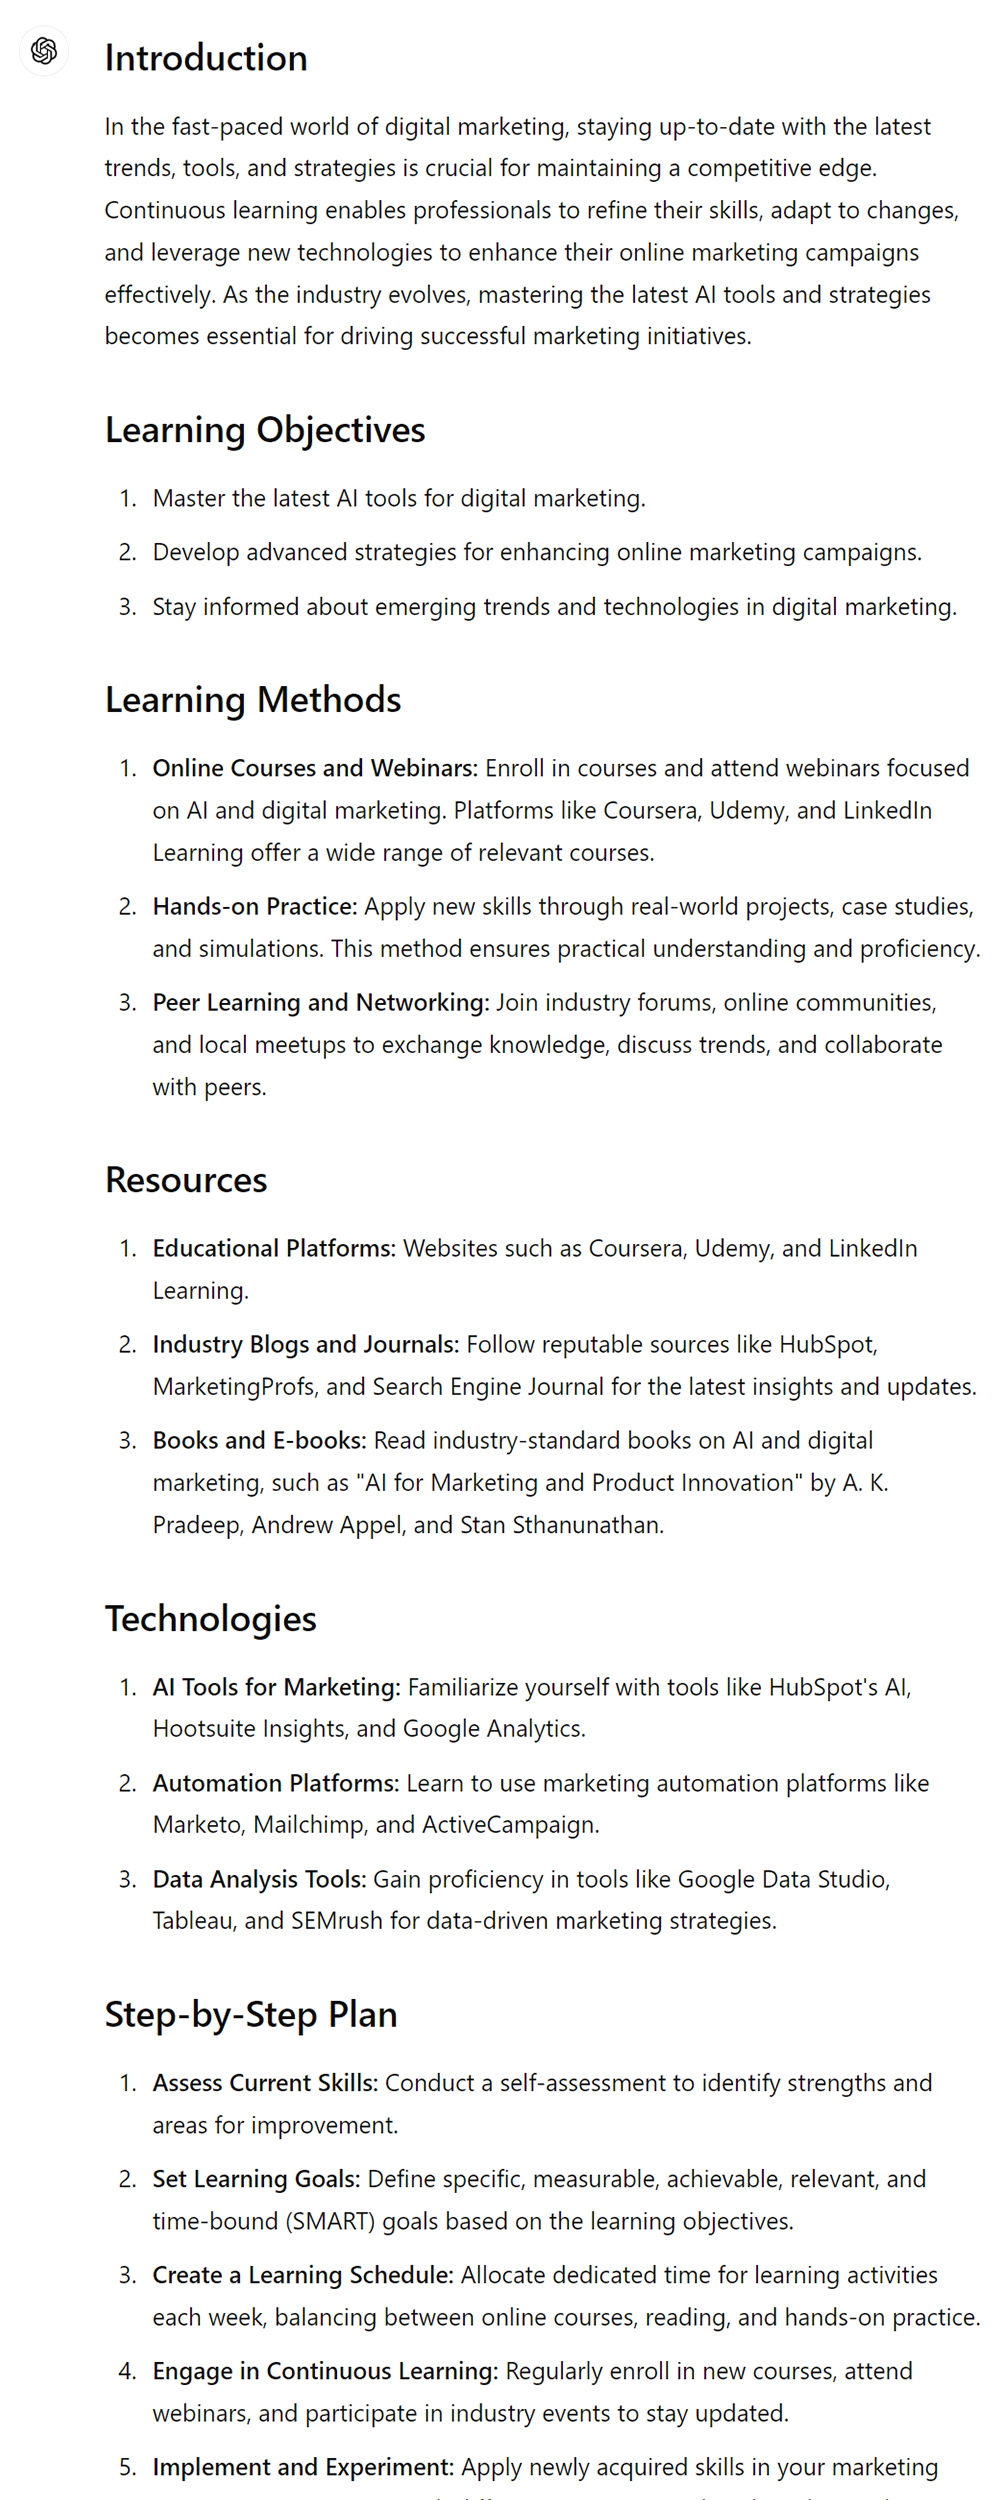 Introduction
In the fast-paced world of digital marketing, staying up-to-date with the latest
trends, tools, and strategies is crucial for maintaining a competitive edge.
Continuous learning enables professionals to refine their skills, adapt to changes,
and leverage new technologies to enhance their online marketing campaigns
effectively. As the industry evolves, mastering the latest AI tools and strategies
becomes essential for driving successful marketing initiatives.
Learning Objectives
1. Master the latest AI tools for digital marketing.
2. Develop advanced strategies for enhancing online marketing campaigns.
3. Stay informed about emerging trends and technologies in digital marketing.
Learning Methods
1. Online Courses and Webinars: Enroll in courses and attend webinars focused
on AI and digital marketing. Platforms like Coursera, Udemy, and LinkedIn
Learning offer a wide range of relevant courses.
2. Hands-on Practice: Apply new skills through real-world projects, case studies,
and simulations. This method ensures practical understanding and proficiency.
3. Peer Learning and Networking: Join industry forums, online communities,
and local meetups to exchange knowledge, discuss trends, and collaborate
with peers.
Resources
1. Educational Platforms: Websites such as Coursera, Udemy, and LinkedIn
Learning.
2. Industry Blogs and Journals: Follow reputable sources like HubSpot,
MarketingProfs, and Search Engine Journal for the latest insights and updates.
3. Books and E-books: Read industry-standard books on AI and digital
marketing, such as "AI for Marketing and Product Innovation" by A. K.
Pradeep, Andrew Appel, and Stan Sthanunathan.
Technologies
1. AI Tools for Marketing: Familiarize yourself with tools like HubSpot's AI,
Hootsuite Insights, and Google Analytics.
2. Automation Platforms: Learn to use marketing automation platforms like
Marketo, Mailchimp, and ActiveCampaign.
3. Data Analysis Tools: Gain proficiency in tools like Google Data Studio,
Tableau, and SEMrush for data-driven marketing strategies.
Step-by-Step Plan
1. Assess Current Skills: Conduct a self-assessment to identify strengths and
areas for improvement.
2. Set Learning Goals: Define specific, measurable, achievable, relevant, and
time-bound (SMART) goals based on the learning objectives.
3. Create a Learning Schedule: Allocate dedicated time for learning activities
each week, balancing between online courses, reading, and hands-on practice.
4. Engage in Continuous Learning: Regularly enroll in new courses, attend
webinars, and participate in industry events to stay updated.
5. Implement and Experiment: Apply newly acquired skills in your marketing